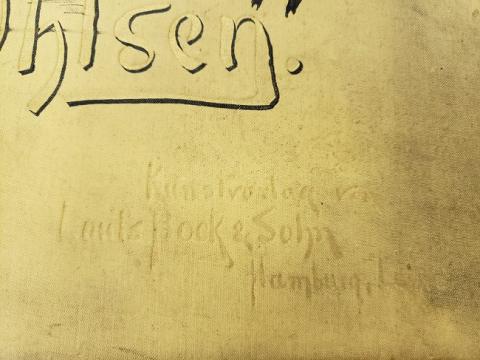 ohlsen".
Kunstverlag von
Louis Bock & Sohn
Hamburg,